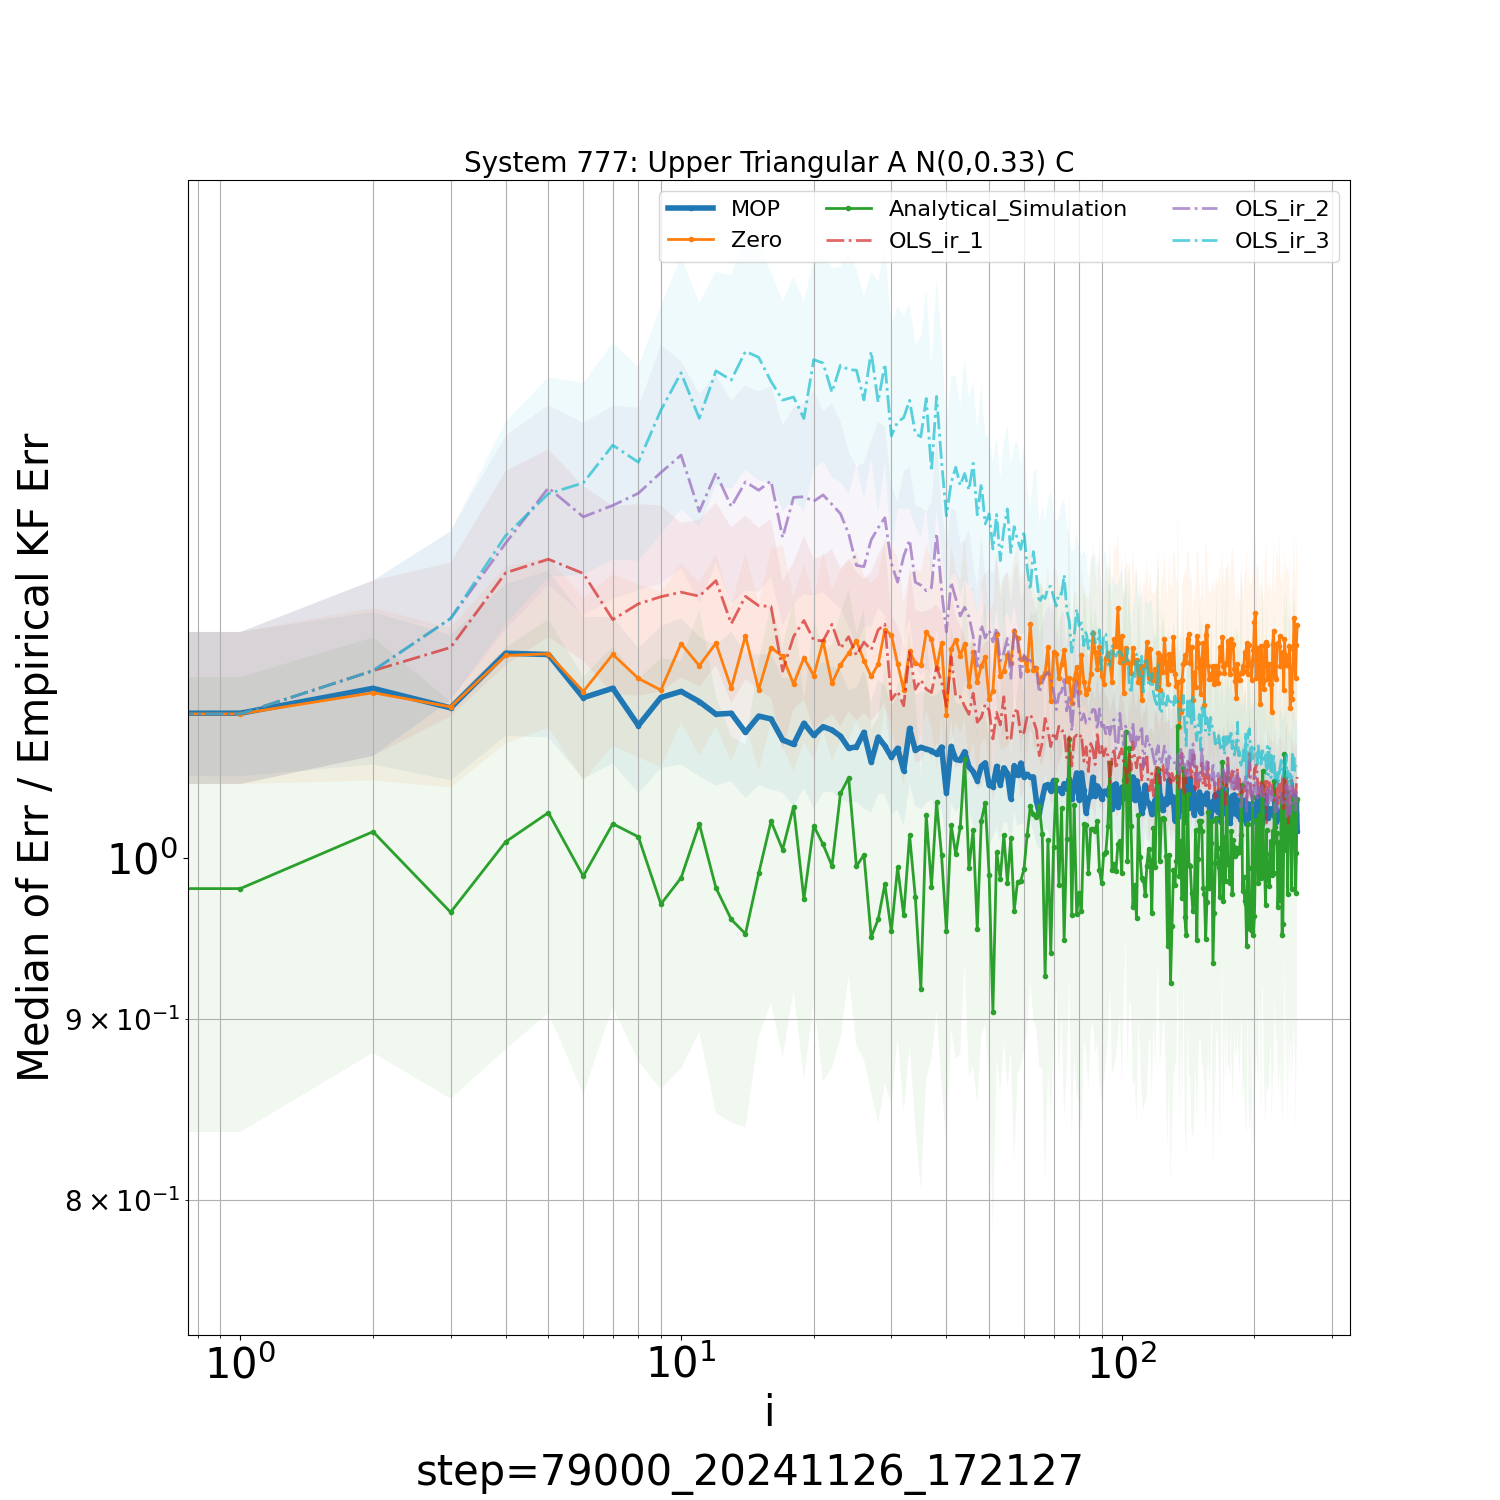 System 777: Upper Triangular A N(0,0.33) C
MOP
Zero
Analytical_Simulation
OLS_ir_1
OLS_ir_2
OLS_ir_3
Median of Err / Empirical KF Err
10⁰
9 × 10⁻¹
8 × 10⁻¹
10⁰ 10¹ 10²
i
step=79000_20241126_172127